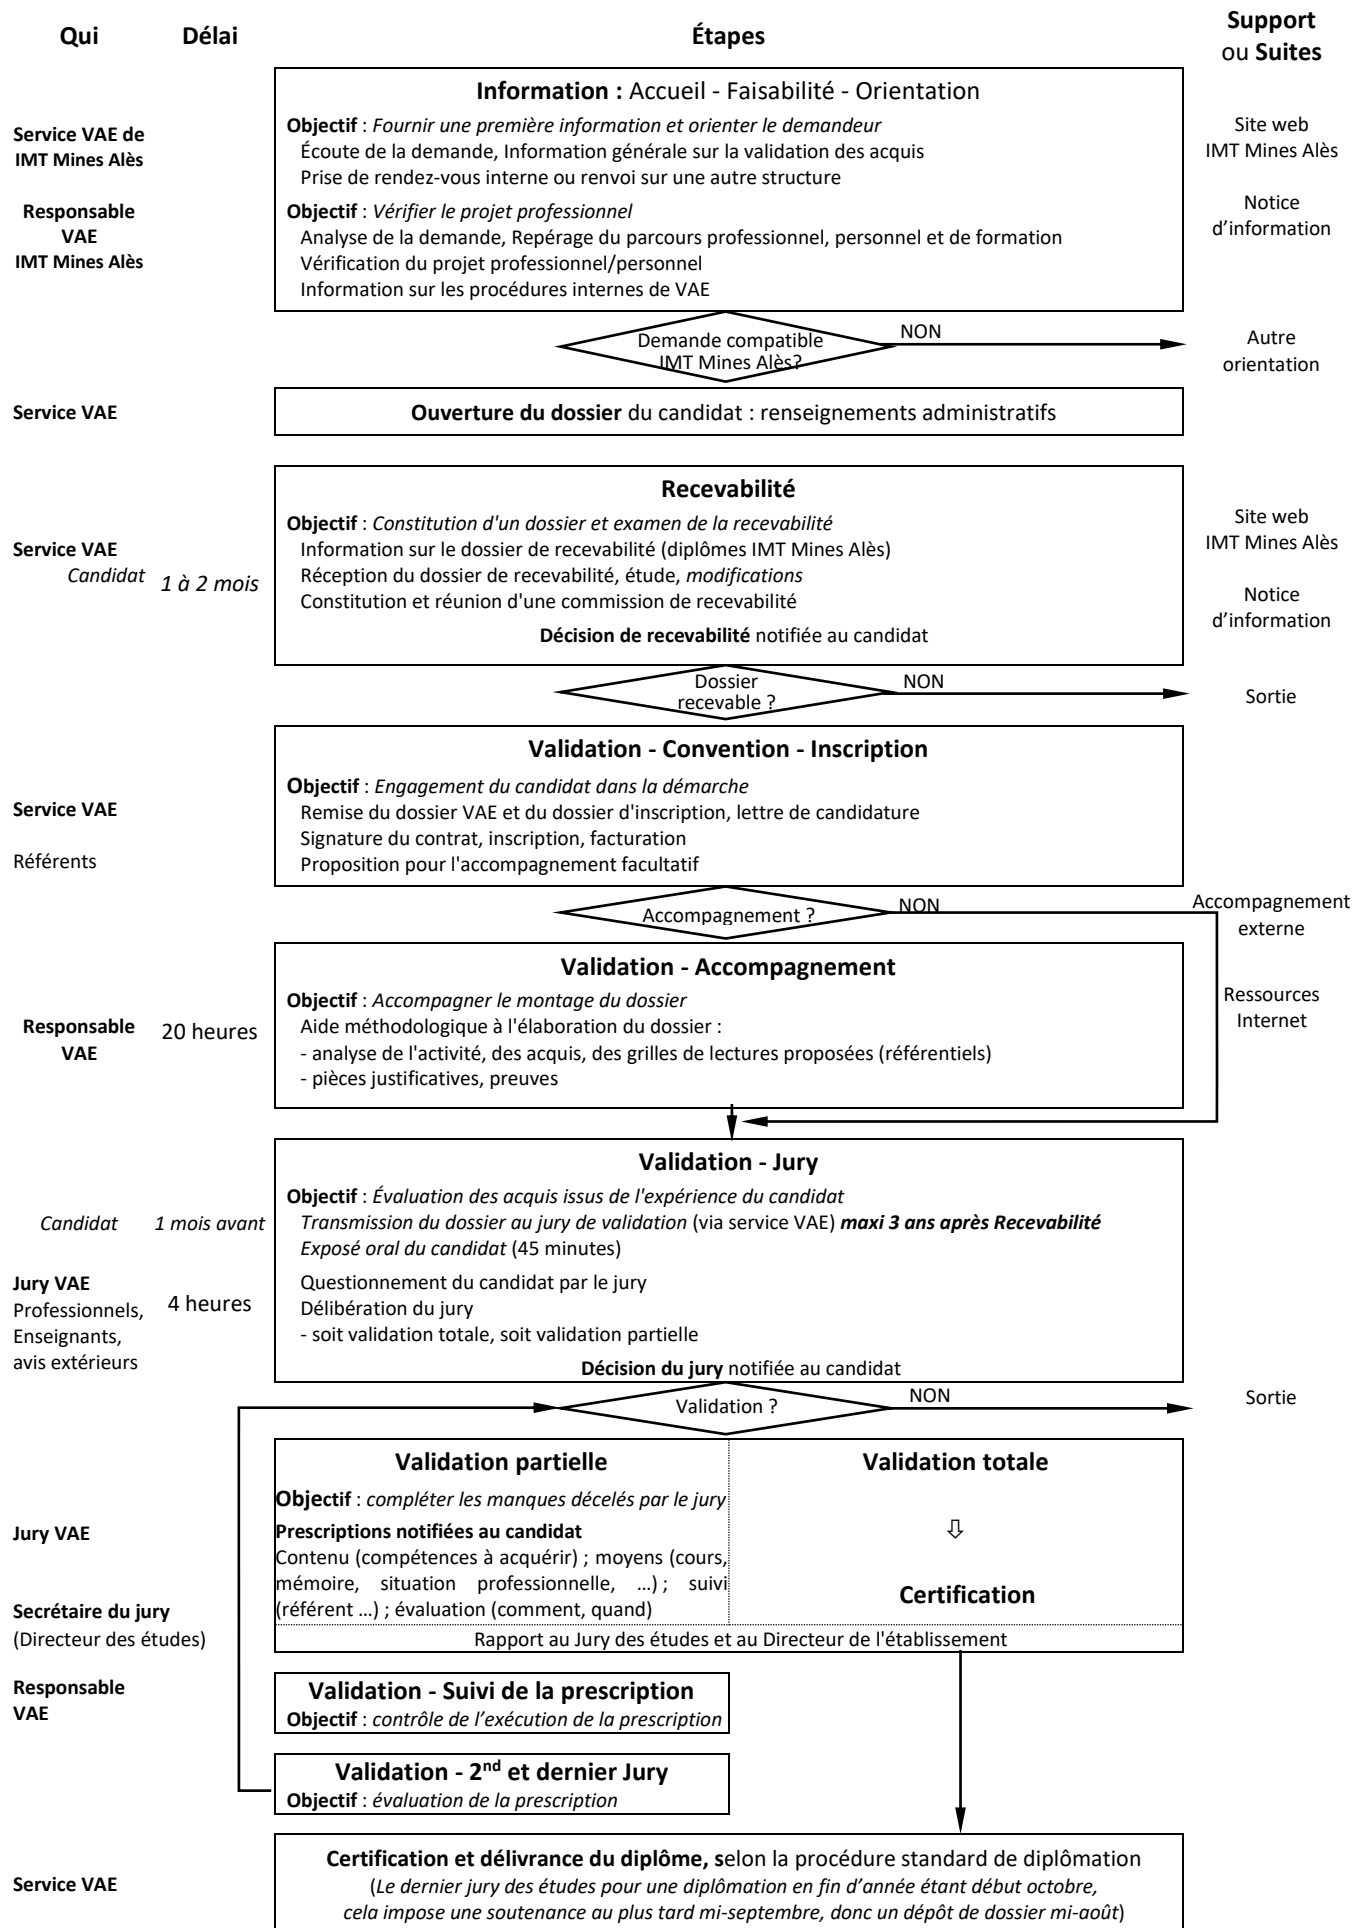 Qui
Délai
Étapes
Support
ou Suites
Information : Accueil - Faisabilité - Orientation
Service VAE de
IMT Mines Alès
Objectif : Fournir une première information et orienter le demandeur
Écoute de la demande, Information générale sur la validation des acquis
Prise de rendez-vous interne ou renvoi sur une autre structure
Site web
IMT Mines Alès
Responsable
VAE
IMT Mines Alès
Objectif : Vérifier le projet professionnel
Analyse de la demande, Repérage du parcours professionnel, personnel et de formation
Vérification du projet professionnel/personnel
Information sur les procédures internes de VAE
Notice
d’information
Demande compatible
IMT Mines Alès?
NON
Autre
orientation
Service VAE
Ouverture du dossier du candidat : renseignements administratifs
Recevabilité
Service VAE
Candidat
1 à 2 mois
Objectif : Constitution d'un dossier et examen de la recevabilité
Information sur le dossier de recevabilité (diplômes IMT Mines Alès)
Réception du dossier de recevabilité, étude, modifications
Constitution et réunion d'une commission de recevabilité
Décision de recevabilité notifiée au candidat
Site web
IMT Mines Alès
Notice
d’information
Dossier
recevable ?
NON
Sortie
Validation - Convention - Inscription
Service VAE
Référents
Objectif : Engagement du candidat dans la démarche
Remise du dossier VAE et du dossier d'inscription, lettre de candidature
Signature du contrat, inscription, facturation
Proposition pour l'accompagnement facultatif
Accompagnement ?
NON
Accompagnement
externe
Validation - Accompagnement
Responsable
VAE
20 heures
Objectif : Accompagner le montage du dossier
Aide méthodologique à l'élaboration du dossier :
- analyse de l'activité, des acquis, des grilles de lectures proposées (référentiels)
- pièces justificatives, preuves
Ressources
Internet
Validation - Jury
Objectif : Évaluation des acquis issus de l'expérience du candidat
Candidat
1 mois avant
Transmission du dossier au jury de validation (via service VAE) maxi 3 ans après Recevabilité
Exposé oral du candidat (45 minutes)
Jury VAE
Professionnels,
Enseignants,
avis extérieurs
4 heures
Questionnement du candidat par le jury
Délibération du jury
- soit validation totale, soit validation partielle
Décision du jury notifiée au candidat
Validation ?
NON
Sortie
Validation partielle
Objectif : compléter les manques décelés par le jury
Jury VAE
Prescriptions notifiées au candidat
Contenu (compétences à acquérir) ; moyens (cours,
mémoire, situation professionnelle, …) ; suivi
(référent …) ; évaluation (comment, quand)
Validation totale
⇩
Certification
Secrétaire du jury
(Directeur des études)
Rapport au Jury des études et au Directeur de l'établissement
Responsable
VAE
Validation - Suivi de la prescription
Objectif : contrôle de l’exécution de la prescription
Validation - 2nd et dernier Jury
Objectif : évaluation de la prescription
Service VAE
Certification et délivrance du diplôme, selon la procédure standard de diplômation
(Le dernier jury des études pour une diplômation en fin d’année étant début octobre,
cela impose une soutenance au plus tard mi-septembre, donc un dépôt de dossier mi-août)